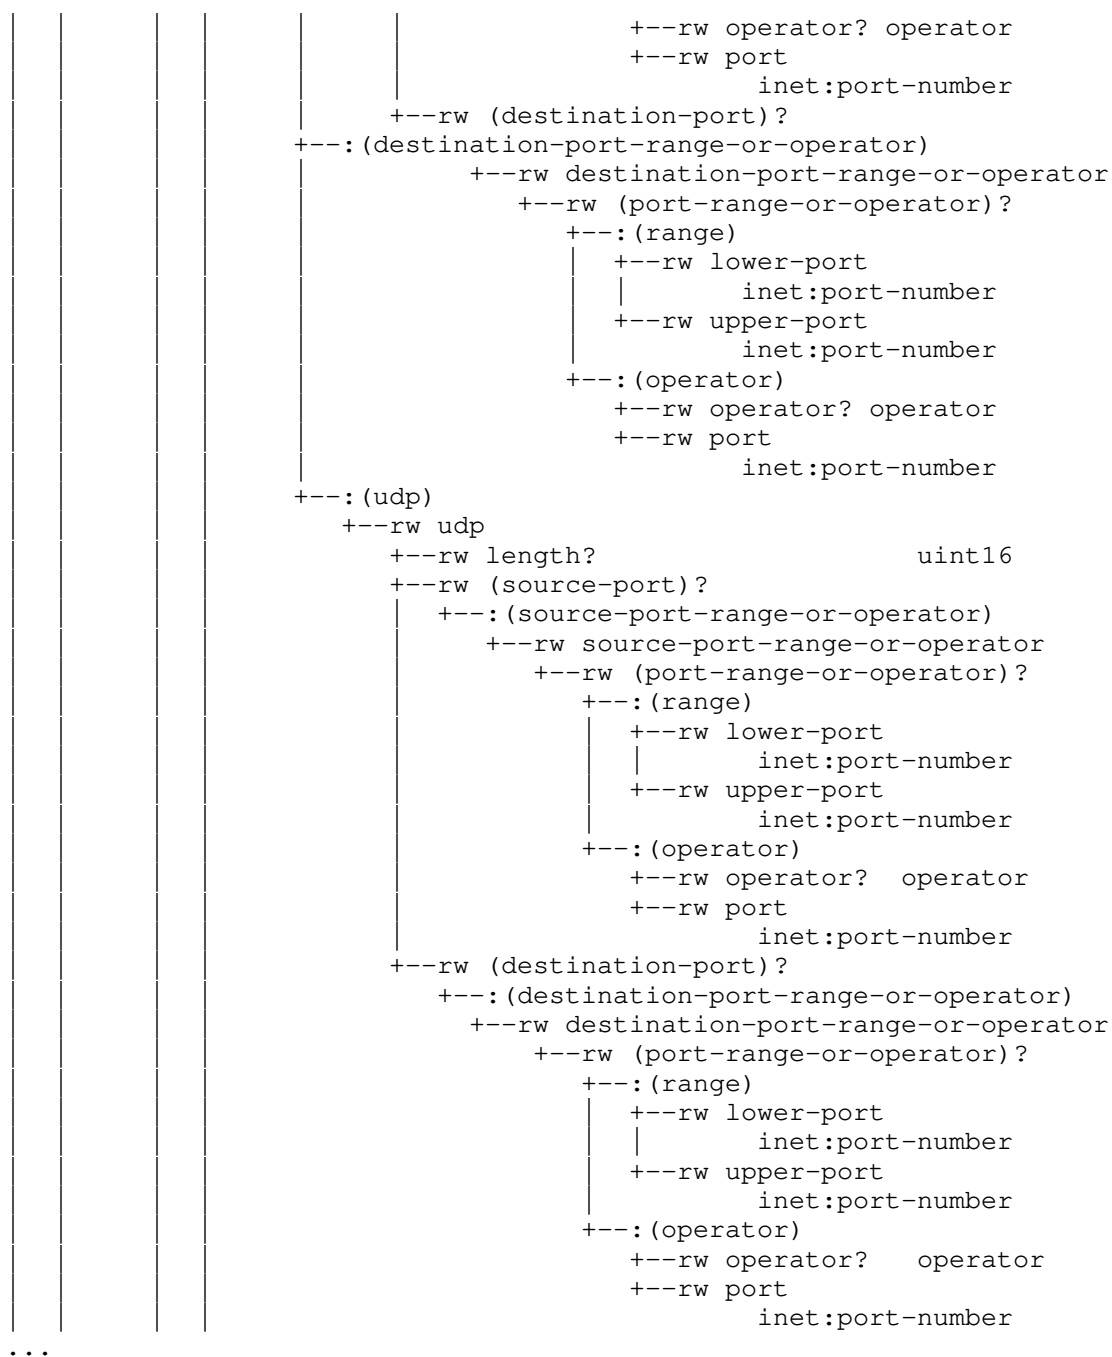 |  |     |  |     |     |              +--rw operator? operator
|  |     |  |     |     |              +--rw port
|  |     |  |     |     |                      inet:port-number
|  |     |  |     |     +--rw (destination-port)?
|  |     |  |     +--:(destination-port-range-or-operator)
|  |     |  |     |          +--rw destination-port-range-or-operator
|  |     |  |     |             +--rw (port-range-or-operator)?
|  |     |  |     |                +--:(range)
|  |     |  |     |                |  +--rw lower-port
|  |     |  |     |                |  |       inet:port-number
|  |     |  |     |                |  +--rw upper-port
|  |     |  |     |                |          inet:port-number
|  |     |  |     |                +--:(operator)
|  |     |  |     |                   +--rw operator? operator
|  |     |  |     |                   +--rw port
|  |     |  |     |                           inet:port-number
|  |     |  |     +--:(udp)
|  |     |  |        +--rw udp
|  |     |  |           +--rw length?                    uint16
|  |     |  |           +--rw (source-port)?
|  |     |  |           |  +--:(source-port-range-or-operator)
|  |     |  |           |     +--rw source-port-range-or-operator
|  |     |  |           |        +--rw (port-range-or-operator)?
|  |     |  |           |           +--:(range)
|  |     |  |           |           |  +--rw lower-port
|  |     |  |           |           |  |       inet:port-number
|  |     |  |           |           |  +--rw upper-port
|  |     |  |           |           |          inet:port-number
|  |     |  |           |           +--:(operator)
|  |     |  |           |              +--rw operator?  operator
|  |     |  |           |              +--rw port
|  |     |  |           |                      inet:port-number
|  |     |  |           +--rw (destination-port)?
|  |     |  |              +--:(destination-port-range-or-operator)
|  |     |  |                +--rw destination-port-range-or-operator
|  |     |  |                    +--rw (port-range-or-operator)?
|  |     |  |                       +--:(range)
|  |     |  |                       |  +--rw lower-port
|  |     |  |                       |  |       inet:port-number
|  |     |  |                       |  +--rw upper-port
|  |     |  |                       |          inet:port-number
|  |     |  |                       +--:(operator)
|  |     |  |                          +--rw operator?   operator
|  |     |  |                          +--rw port
|  |     |  |                                  inet:port-number
...